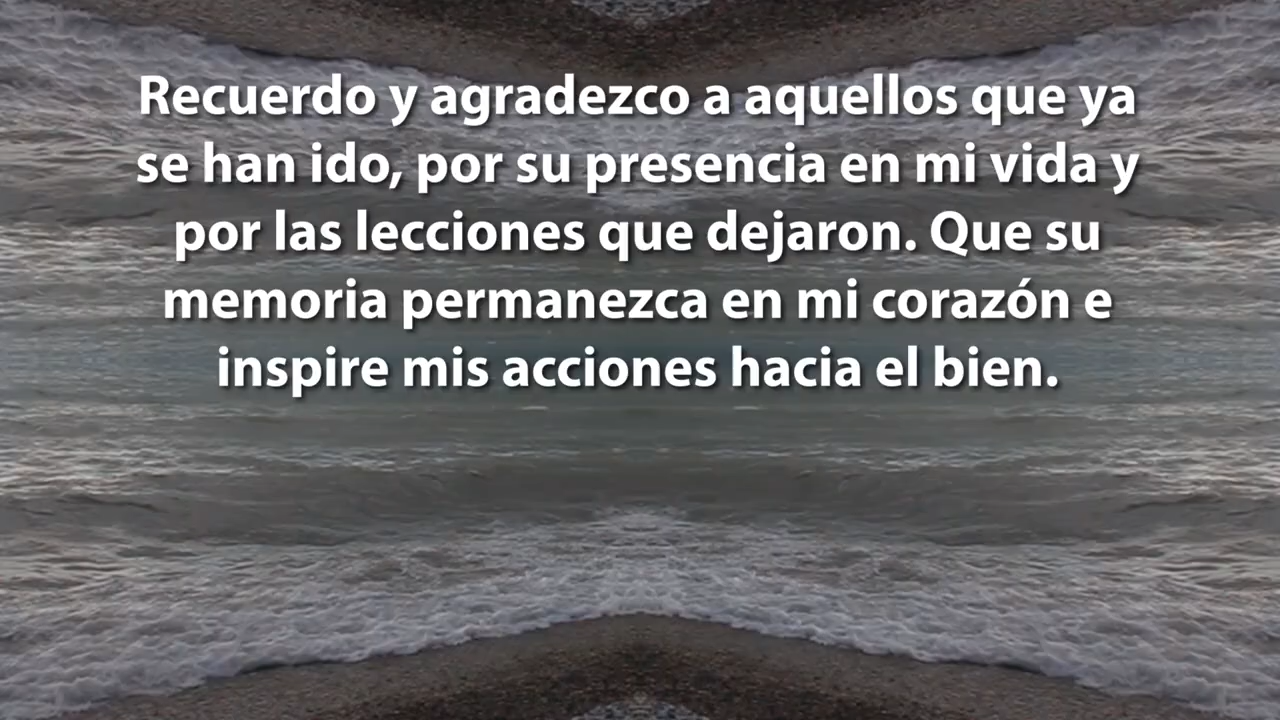 Recuerdo y agradezco a aquellos que ya
se han ido, por su presencia en mi vida y
por las lecciones que dejaron. Que su
memoria permanezca en mi corazón e
inspire mis acciones hacia el bien.